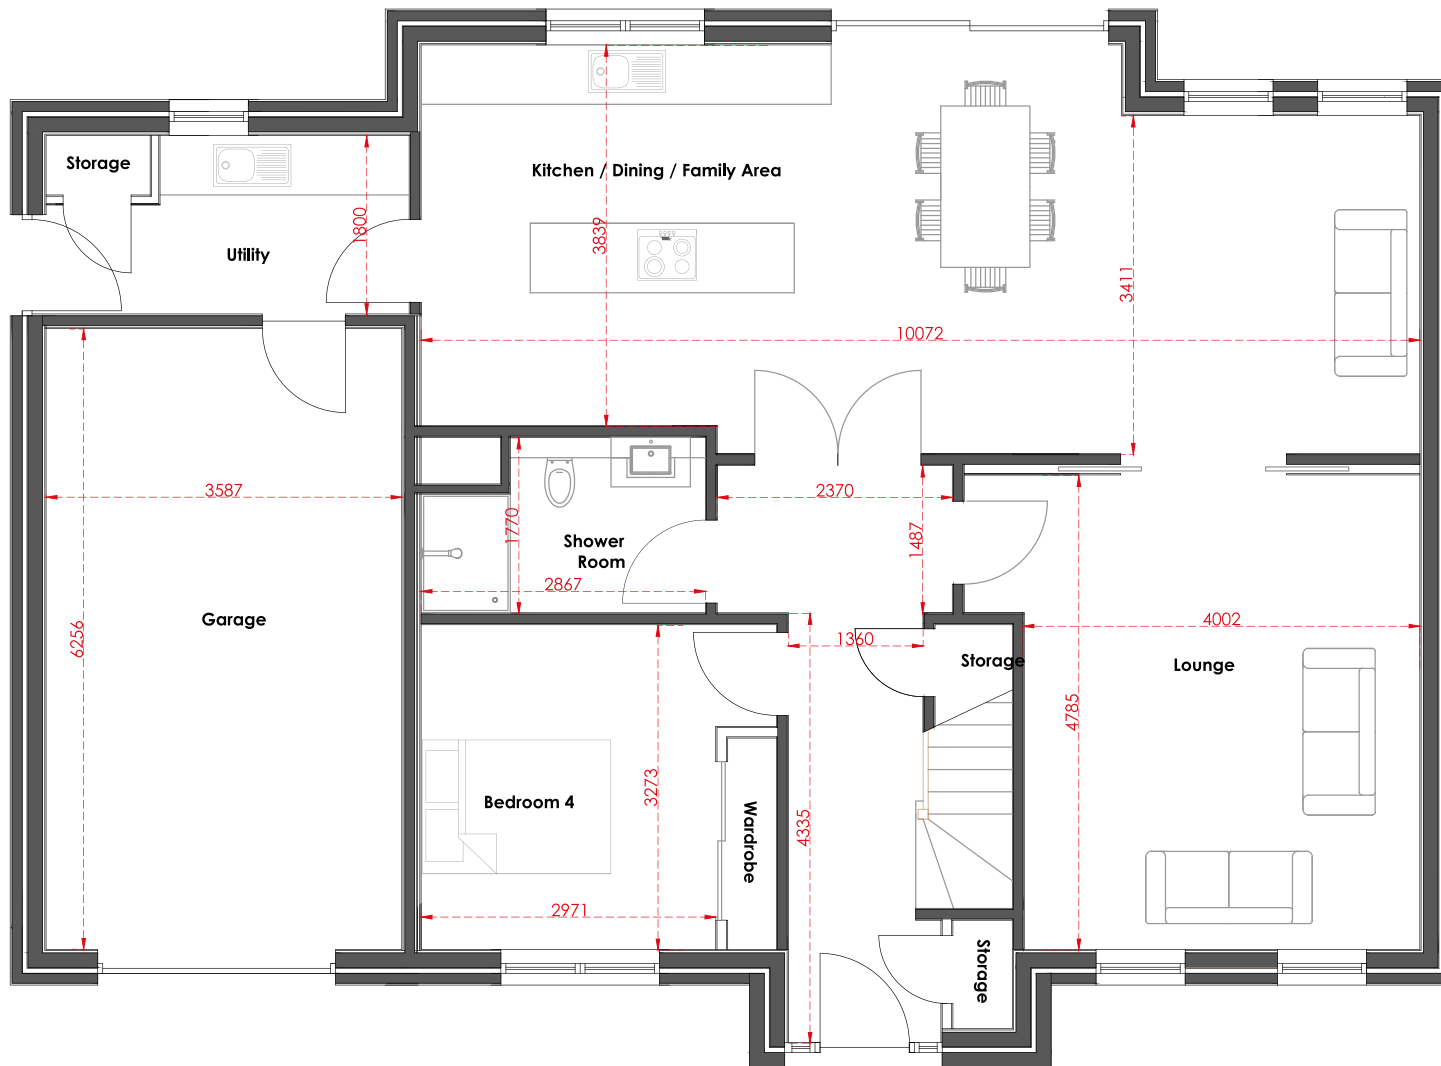 Storage
Kitchen / Dining / Family Area
1800
3839
Utility
3411
10072
3587
2370
1770
1487
Shower
Room
2867
Garage
6256
4002
1360
Storage
Lounge
4785
3273
Bedroom 4
4335
Wardrobe
2971
Storage